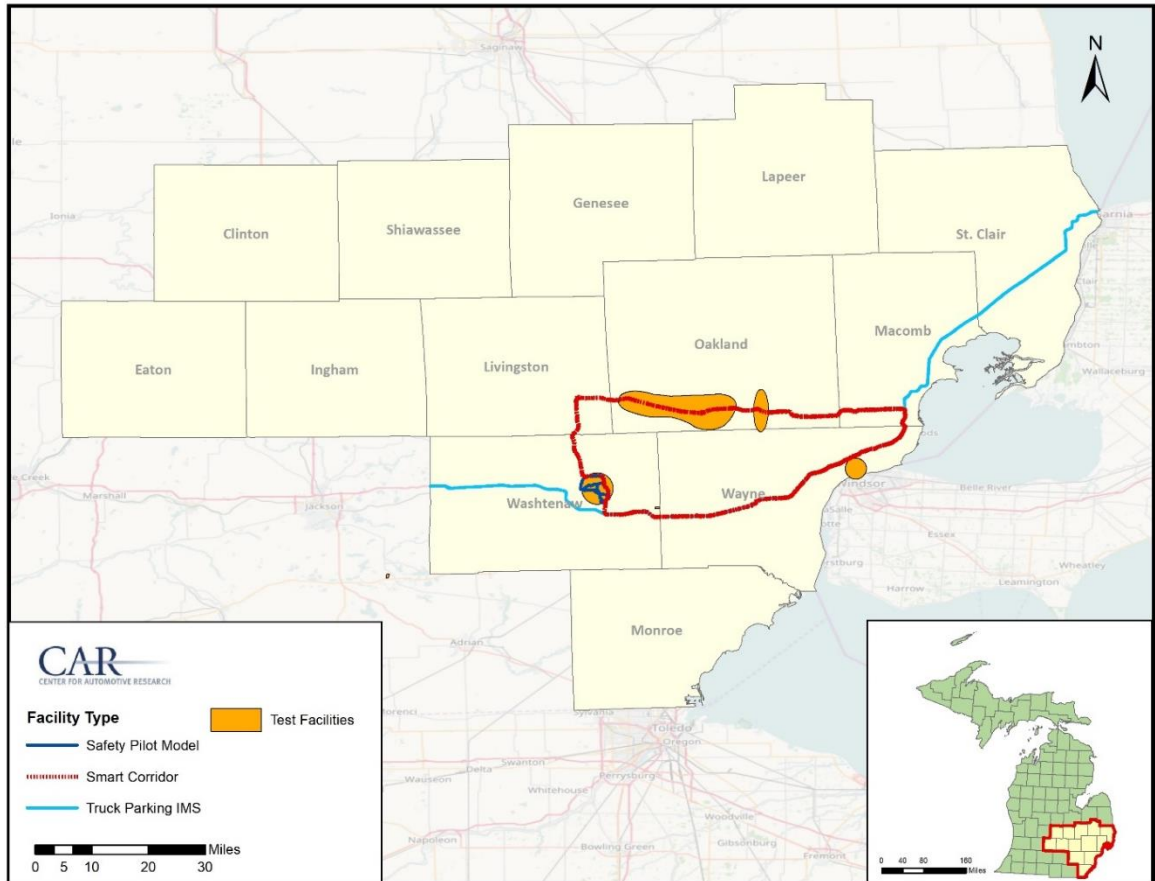 N
Saginaw
Lapeer
Genesee
Ionia
Clinton
Shiawassee
St. Clair
Oakland
Macomb
Eaton
Ingham
Livingston
Wallaceburg
Marshall
Jackson
Washtenaw
Wayne
Windsor
Belle River
Essex
Leamington
Wheatley
Harrow
Monroe
Adrian
Sylvania
Toledo
Oregon
Swanton
Delta
Wauseon
Perrysburg
Whitehouse
Woodville
Napoleon
Bowling Green
Gibsonburg
Fremont
CAR
CENTER FOR AUTOMOTIVE RESEARCH
Facility Type
Test Facilities
Safety Pilot Model
Smart Corridor
Truck Parking IMS
0 5 10 20 30 Miles
0 40 80 160
Miles